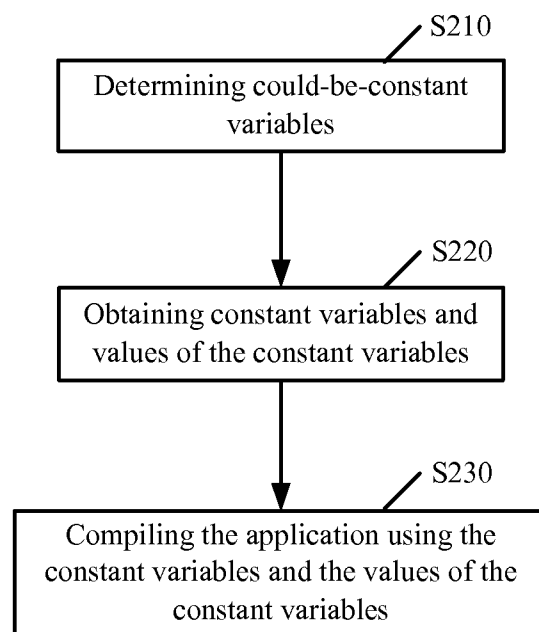 S210
Determining could-be-constant
variables
S220
Obtaining constant variables and
values of the constant variables
S230
Compiling the application using the
constant variables and the values of the
constant variables